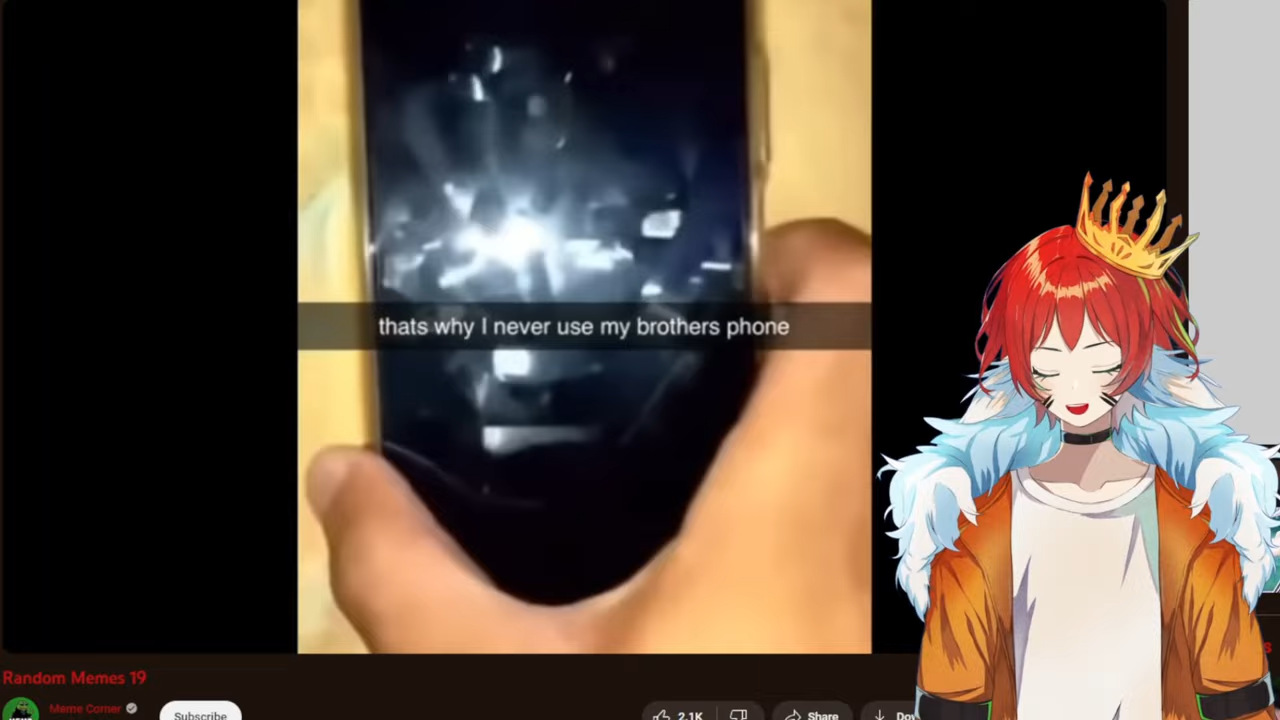 thats why I never use my brothers phone
Random Memes 19
Meme Corner
Subscribe
2.1K
Share